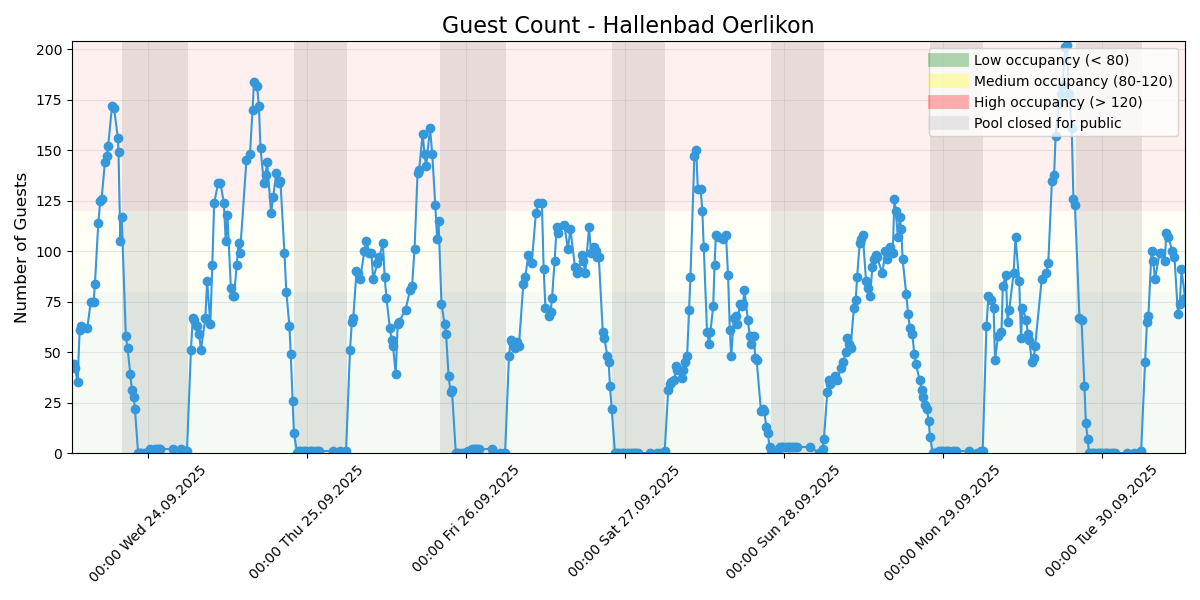 Guest Count - Hallenbad Oerlikon
Number of Guests
200
175
150
125
100
75
50
25
0
Low occupancy (< 80)
Medium occupancy (80-120)
High occupancy (> 120)
Pool closed for public
00:00 Wed 24.09.2025
00:00 Thu 25.09.2025
00:00 Fri 26.09.2025
00:00 Sat 27.09.2025
00:00 Sun 28.09.2025
00:00 Mon 29.09.2025
00:00 Tue 30.09.2025